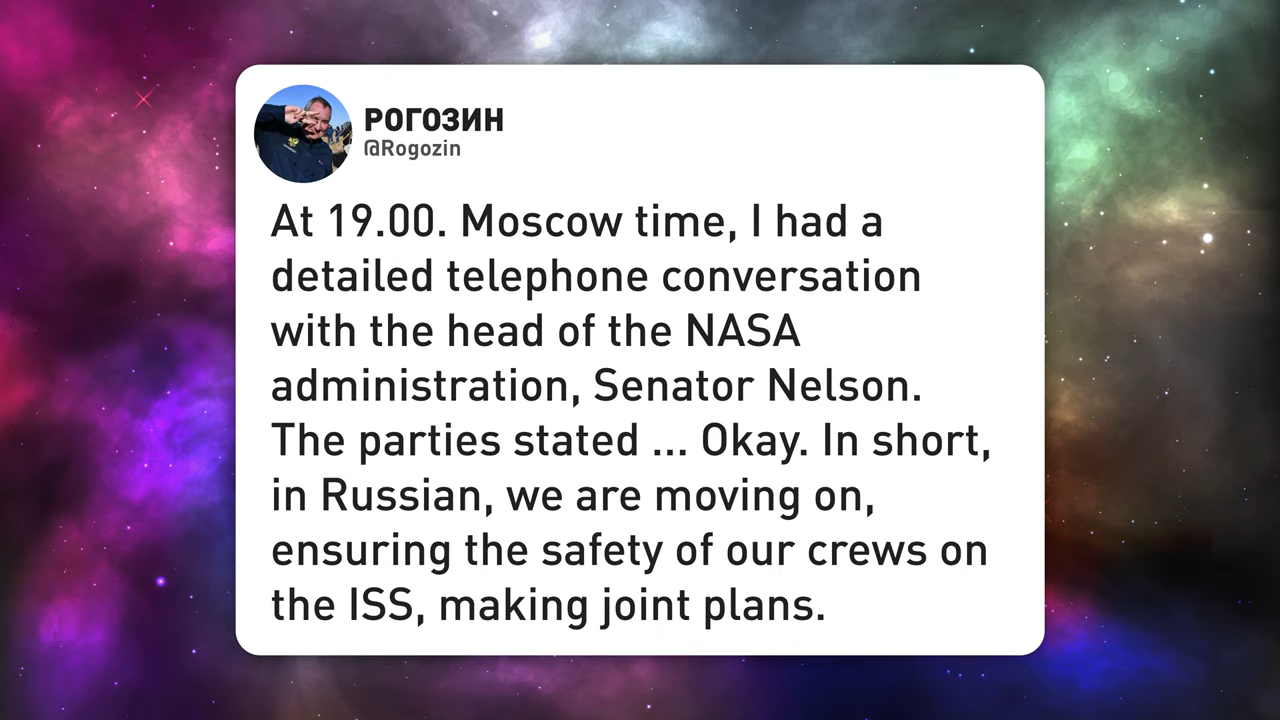 РОГОЗИН
@Rogozin
At 19.00. Moscow time, I had a
detailed telephone conversation
with the head of the NASA
administration, Senator Nelson.
The parties stated ... Okay. In short,
in Russian, we are moving on,
ensuring the safety of our crews on
the ISS, making joint plans.